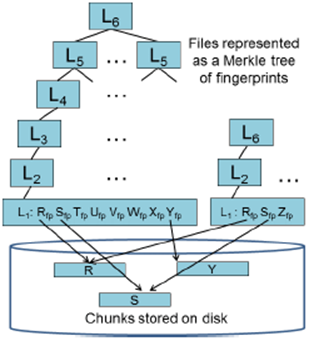 L6
Files represented
as a Merkle tree
of fingerprints
L5 ... L5
L4 ...
L3
L6
L2 ... L2 ...
L1: Rfp Sfp Tfp Ufp Vfp Wfp Xfp Yfp
L1: Rfp Sfp Zfp
R
Y
S
Chunks stored on disk